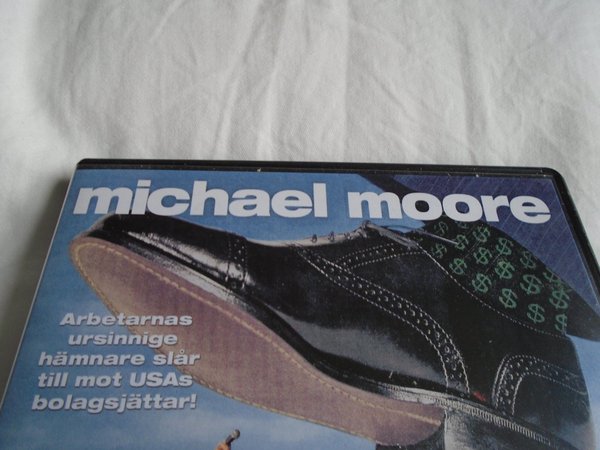 michael moore
Arbetarnas
ursinnige
hämnare slår
till mot USAs
bolagsjättar!